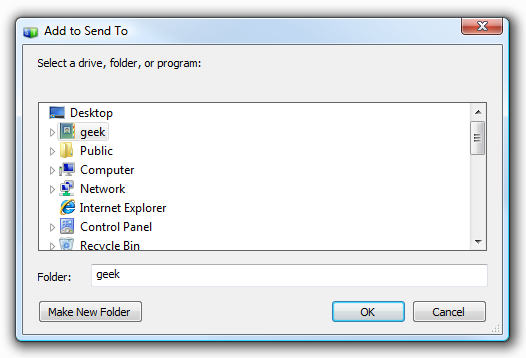 Add to Send To
Select a drive, folder, or program:
Desktop
geek
Public
Computer
Network
Internet Explorer
Control Panel
Recycle Bin
Folder: geek
Make New Folder OK Cancel